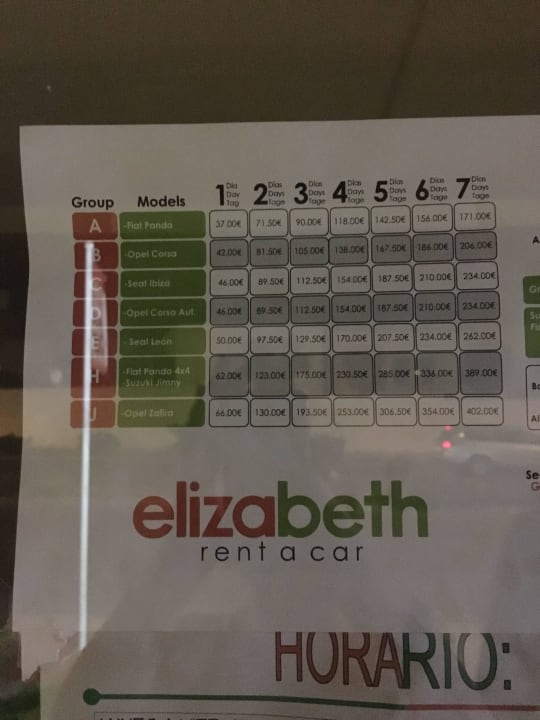 Group Models 1 Dia Day Tag 2 Días Days Tage 3 Días Days Tage 4 Días Days Tage 5 Días Days Tage 6 Días Days Tage 7 Días Days Tage
A -Fiat Panda 37.00€ 71.50€ 90.00€ 118.00€ 142.50€ 156.00€ 171.00€
B -Opel Corsa 42.00€ 81.50€ 105.00€ 138.00€ 167.50€ 186.00€ 206.00€
C -Seat Ibiza 46.00€ 89.50€ 112.50€ 154.00€ 187.50€ 210.00€ 234.00€
D -Opel Corsa Aut. 46.00€ 89.50€ 112.50€ 154.00€ 187.50€ 210.00€ 234.00€
E - Seat Leon 50.00€ 97.50€ 129.50€ 170.00€ 207.50€ 234.00€ 262.00€
H -Fiat Panda 4x4 62.00€ 123.00€ 175.00€ 230.50€ 285.00€ 336.00€ 389.00€
-Suzuki Jimny
J -Opel Zafira 66.00€ 130.00€ 193.50€ 253.00€ 306.50€ 354.00€ 402.00€
elizabeth
rent a car
HORARIO: